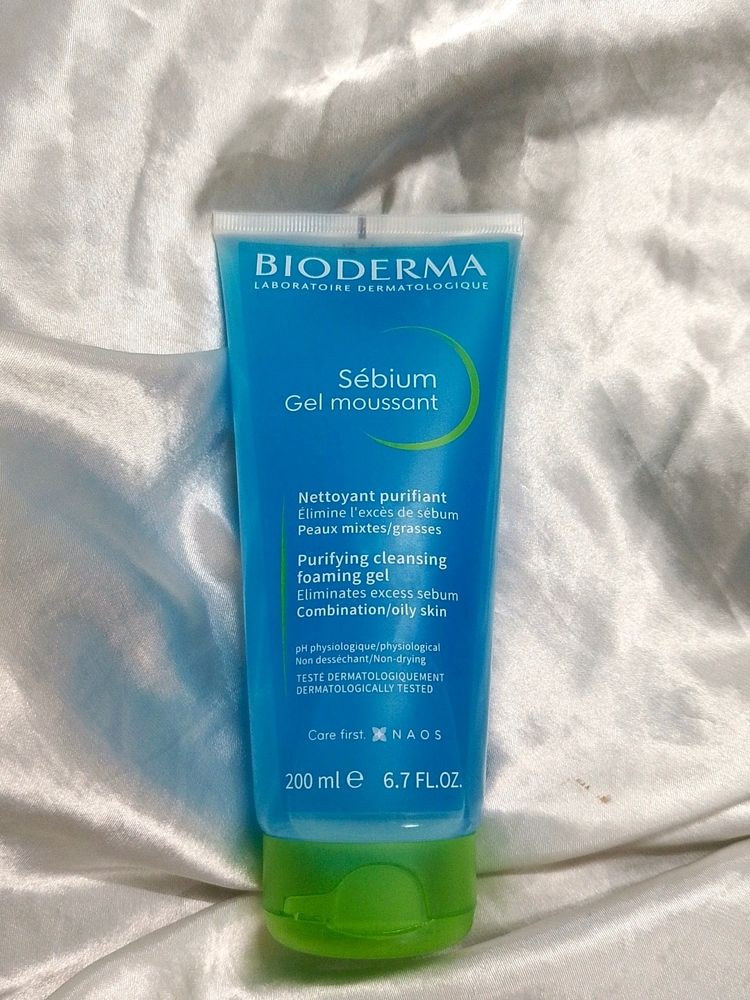 BIODERMA
LABORATOIRE DERMATOLOGIQUE
Sébium
Gel moussant
Nettoyant purifiant
Élimine l'excès de sébum
Peaux mixtes/grasses
Purifying cleansing
foaming gel
Eliminates excess sebum
Combination/oily skin
pH physiologique/physiological
Non desséchant/Non-drying
TESTÉ DERMATOLOGIQUEMENT
DERMATOLOGICALLY TESTED
Care first. NAOS
200 ml ℮ 6.7 FL.OZ.